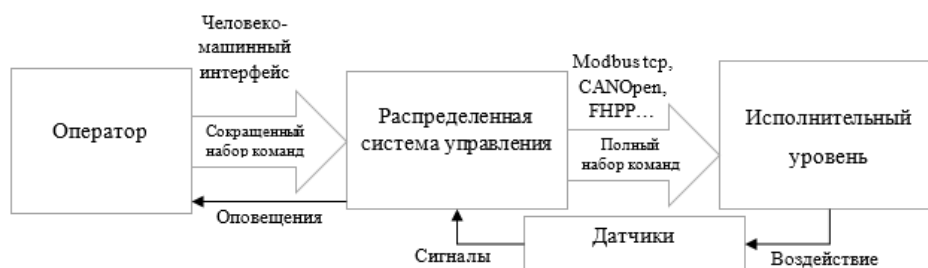 Человеко-
машинный
интерфейс
Оператор
Сокращенный
набор команд
Оповещения
Распределенная
система управления
Modbus tcp,
CANOpen,
FHPP...
Полный
набор команд
Исполнительный
уровень
Датчики
Сигналы
Воздействие